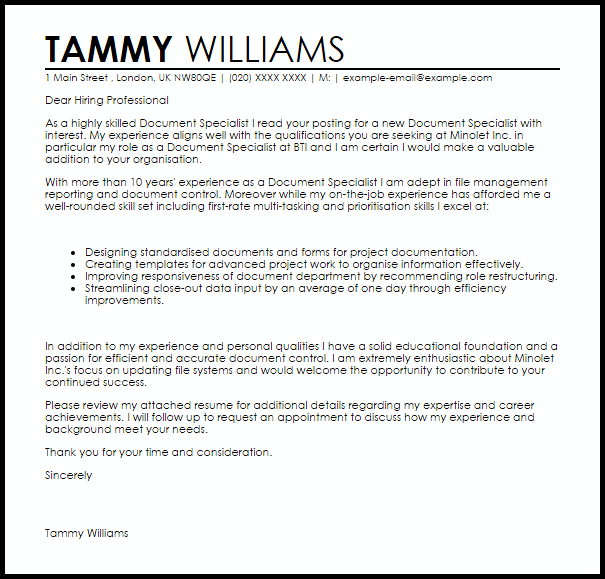 TAMMY WILLIAMS
1 Main Street , London, UK NW80QE | (020) XXXX XXXX | M: | example-email@example.com
Dear Hiring Professional
As a highly skilled Document Specialist I read your posting for a new Document Specialist with
interest. My experience aligns well with the qualifications you are seeking at Minolet Inc. in
particular my role as a Document Specialist at BTI and I am certain I would make a valuable
addition to your organisation.
With more than 10 years' experience as a Document Specialist I am adept in file management
reporting and document control. Moreover while my on-the-job experience has afforded me a
well-rounded skill set including first-rate multi-tasking and prioritisation skills I excel at:
• Designing standardised documents and forms for project documentation.
• Creating templates for advanced project work to organise information effectively.
• Improving responsiveness of document department by recommending role restructuring.
• Streamlining close-out data input by an average of one day through efficiency
improvements.
In addition to my experience and personal qualities I have a solid educational foundation and a
passion for efficient and accurate document control. I am extremely enthusiastic about Minolet
Inc.'s focus on updating file systems and would welcome the opportunity to contribute to your
continued success.
Please review my attached resume for additional details regarding my expertise and career
achievements. I will follow up to request an appointment to discuss how my experience and
background meet your needs.
Thank you for your time and consideration.
Sincerely
Tammy Williams